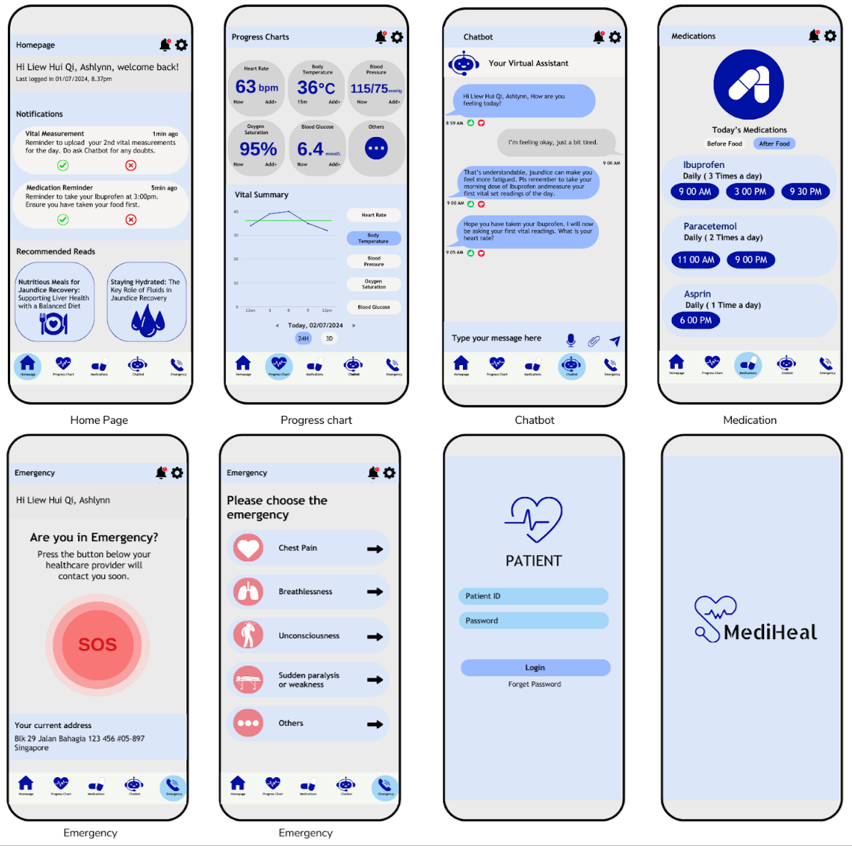 Homepage
Hi Liew Hui Qi, Ashlynn, welcome back!
Last logged in 01/07/2024, 8.37pm
Notifications
Vital Measurement 1min ago
Reminder to upload your 2nd vital measurements
for the day. Do ask Chatbot for any doubts.
Medication Reminder 5min ago
Reminder to take your Ibuprofen at 3:00pm.
Ensure you have taken your food first.
Recommended Reads
Nutritious Meals for
Jaundice Recovery:
Supporting Liver Health
with a Balanced Diet
Staying Hydrated: The
Key Role of Fluids in
Jaundice Recovery
Homepage Progress Chart Medications Chatbot Emergency
Home Page
Progress Charts
Heart Rate
63 bpm
Now Add+
Body
Temperature
36°C
15m Add+
Blood
Pressure
115/75 mmHg
Now Add+
Oxygen
Saturation
95%
Now Add+
Blood Glucose
6.4 mmol/L
Now Add+
Others
Vital Summary
40
30
20
10
0
12am 3 6 9 12pm
Heart Rate
Body
Temperature
Blood
Pressure
Oxygen
Saturation
Blood Glucose
< Today, 02/07/2024 >
24H 3D
Homepage Progress Chart Medications Chatbot Emergency
Progress chart
Chatbot
Your Virtual Assistant
Hi Liew Hui Qi, Ashlynn, How are you
feeling today?
8:59 AM
I'm feeling okay, just a bit tired.
9:00 AM
That's understandable, jaundice can make you
feel more fatigued. Pls remember to take your
morning dose of Ibuprofen andmeasure your
first vital set readings of the day.
9:00 AM
Hope you have taken your Ibuprofen. I will now
be asking your first vital readings. What is your
heart rate?
9:05 AM
Type your message here
Homepage Progress Chart Medications Chatbot Emergency
Chatbot
Medications
Today's Medications
Before Food After Food
Ibuprofen
Daily ( 3 Times a day)
9 00 AM 3 00 PM 9 30 PM
Paracetemol
Daily ( 2 Times a day)
11 00 AM 9 00 PM
Asprin
Daily ( 1 Time a day)
6 00 PM
Homepage Progress Chart Medications Chatbot Emergency
Medication
Emergency
Hi Liew Hui Qi, Ashlynn
Are you in Emergency?
Press the button below your
healthcare provider will
contact you soon.
SOS
Your current address
Blk 29 Jalan Bahagia 123 456 #05-897
Singapore
Homepage Progress Chart Medications Chatbot Emergency
Emergency
Emergency
Please choose the
emergency
Chest Pain
Breathlessness
Unconsciousness
Sudden paralysis
or weakness
Others
Homepage Progress Chart Medications Chatbot Emergency
Emergency
PATIENT
Patient ID
Password
Login
Forget Password
MediHeal